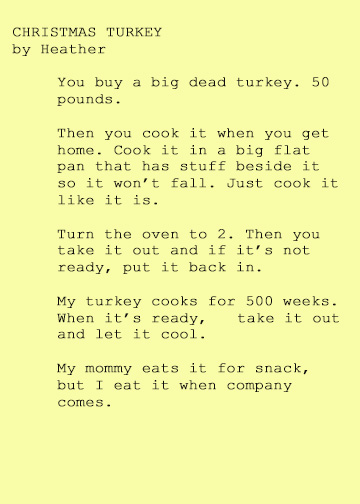 CHRISTMAS TURKEY
by Heather
You buy a big dead turkey. 50
pounds.
Then you cook it when you get
home. Cook it in a big flat
pan that has stuff beside it
so it won’t fall. Just cook it
like it is.
Turn the oven to 2. Then you
take it out and if it’s not
ready, put it back in.
My turkey cooks for 500 weeks.
When it’s ready, take it out
and let it cool.
My mommy eats it for snack,
but I eat it when company
comes.